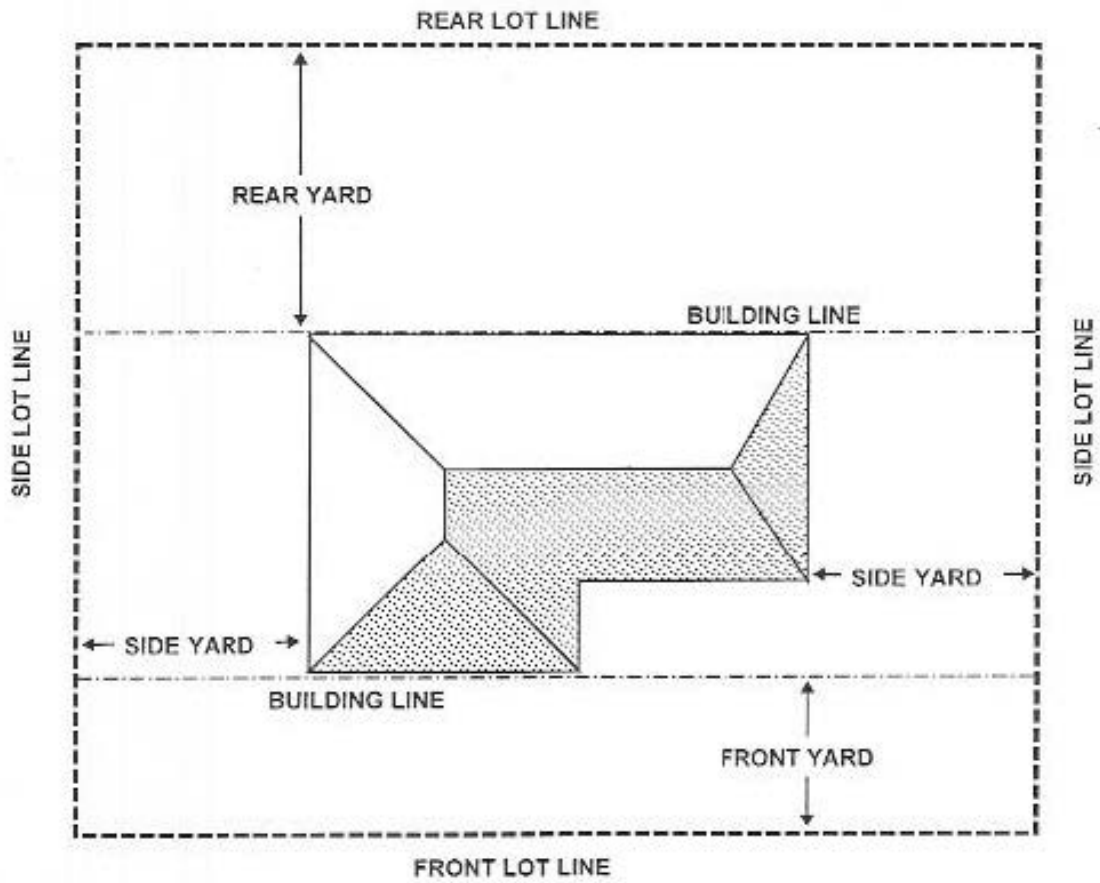 REAR LOT LINE
REAR YARD
BUILDING LINE
SIDE LOT LINE
SIDE LOT LINE
SIDE YARD
SIDE YARD
BUILDING LINE
FRONT YARD
FRONT LOT LINE